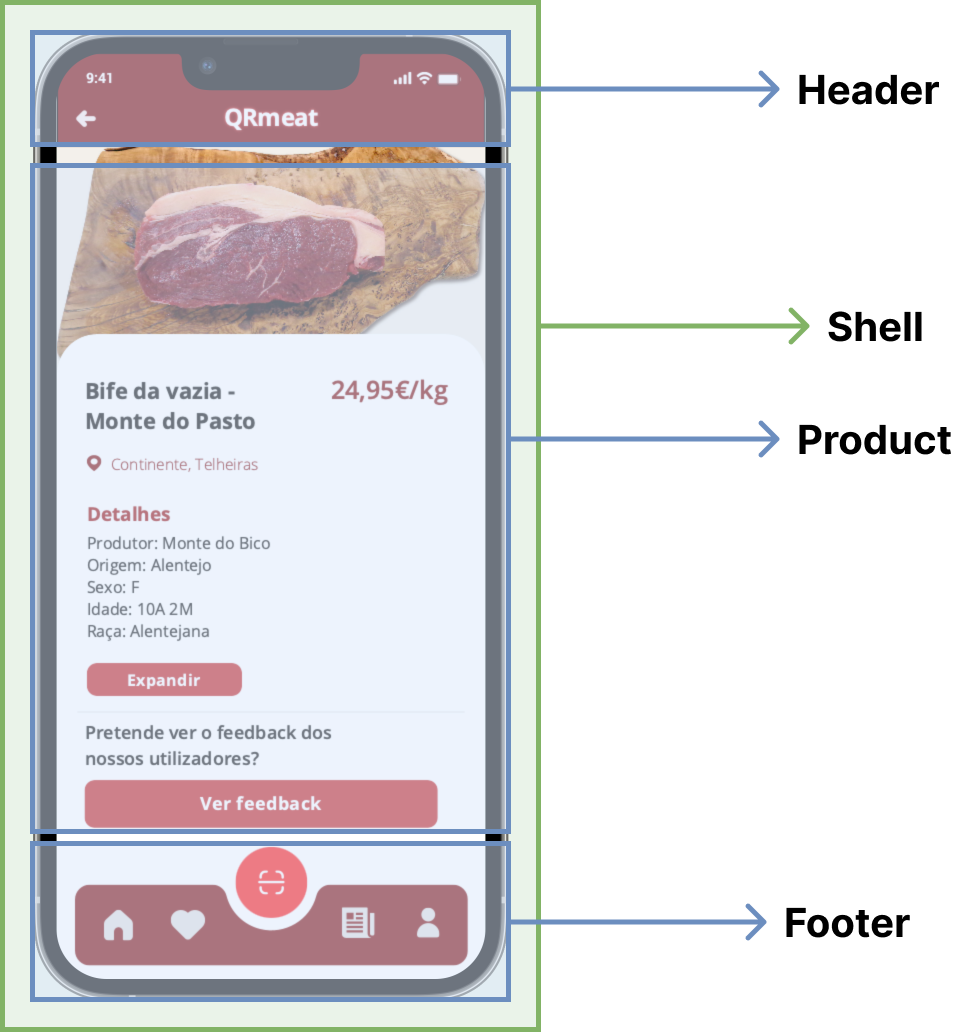 9:41
QRmeat
Header
Shell
Bife da vazia -
Monte do Pasto
24,95€/kg
Product
Continente, Telheiras
Detalhes
Produtor: Monte do Bico
Origem: Alentejo
Sexo: F
Idade: 10A 2M
Raça: Alentejana
Expandir
Pretende ver o feedback dos
nossos utilizadores?
Ver feedback
Footer